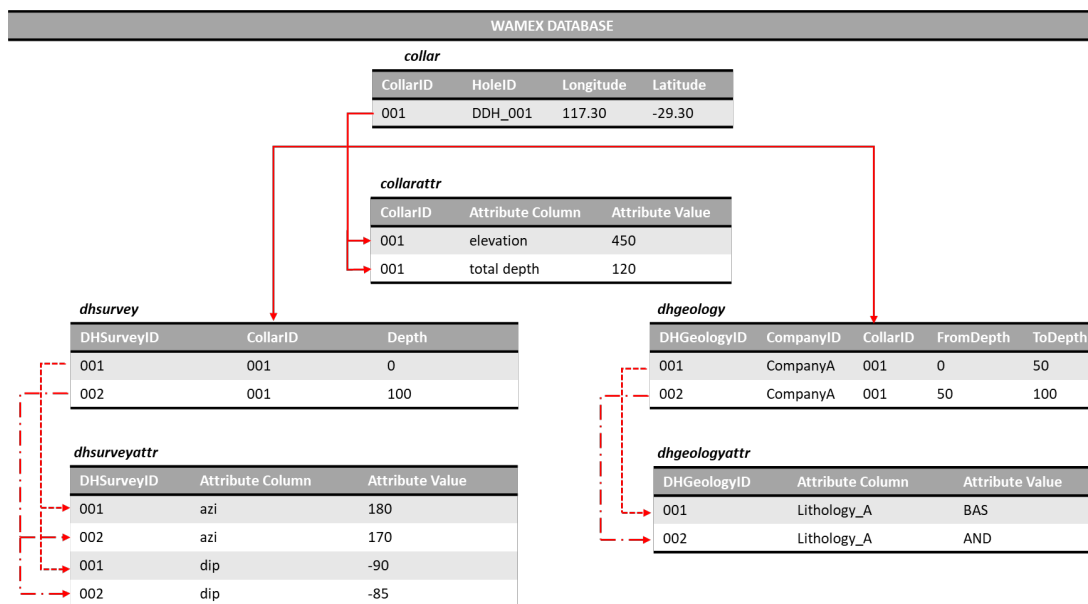 WAMEX DATABASE
collar
CollarID HoleID Longitude Latitude
001 DDH_001 117.30 -29.30
collarattr
CollarID Attribute Column Attribute Value
001 elevation 450
001 total depth 120
dhsurvey
DHSurveyID CollarID Depth
001 001 0
002 001 100
dhgeology
DHGeologyID CompanyID CollarID FromDepth ToDepth
001 CompanyA 001 0 50
002 CompanyA 001 50 100
dhsurveyattr
DHSurveyID Attribute Column Attribute Value
001 azi 180
002 azi 170
001 dip -90
002 dip -85
dhgeologyattr
DHGeologyID Attribute Column Attribute Value
001 Lithology_A BAS
002 Lithology_A AND